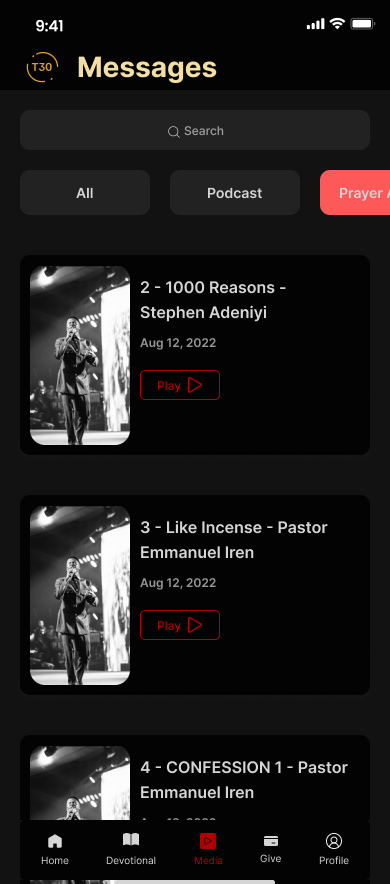 9:41
T30
Messages
Search
All
Podcast
Prayer
2 - 1000 Reasons -
Stephen Adeniyi
Aug 12, 2022
Play
3 - Like Incense - Pastor
Emmanuel Iren
Aug 12, 2022
Play
4 - CONFESSION 1 - Pastor
Emmanuel Iren
Home
Devotional
Media
Give
Profile